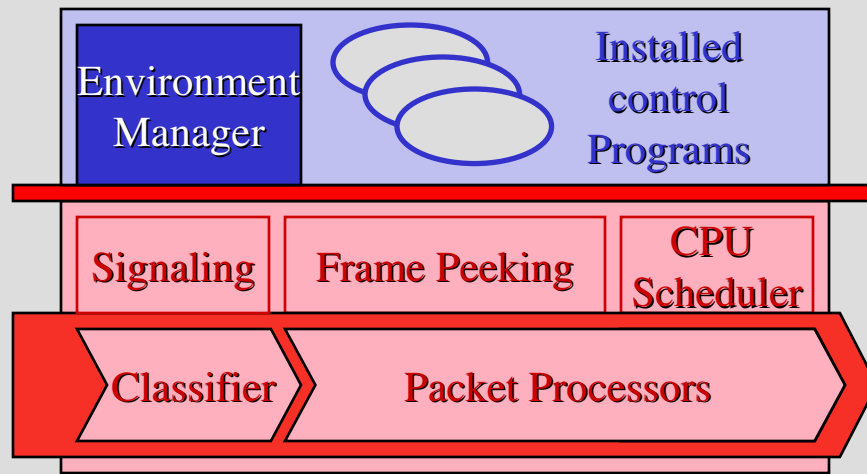 Environment
Manager
Installed
control
Programs
Signaling
Frame Peeking
CPU
Scheduler
Classifier
Packet Processors